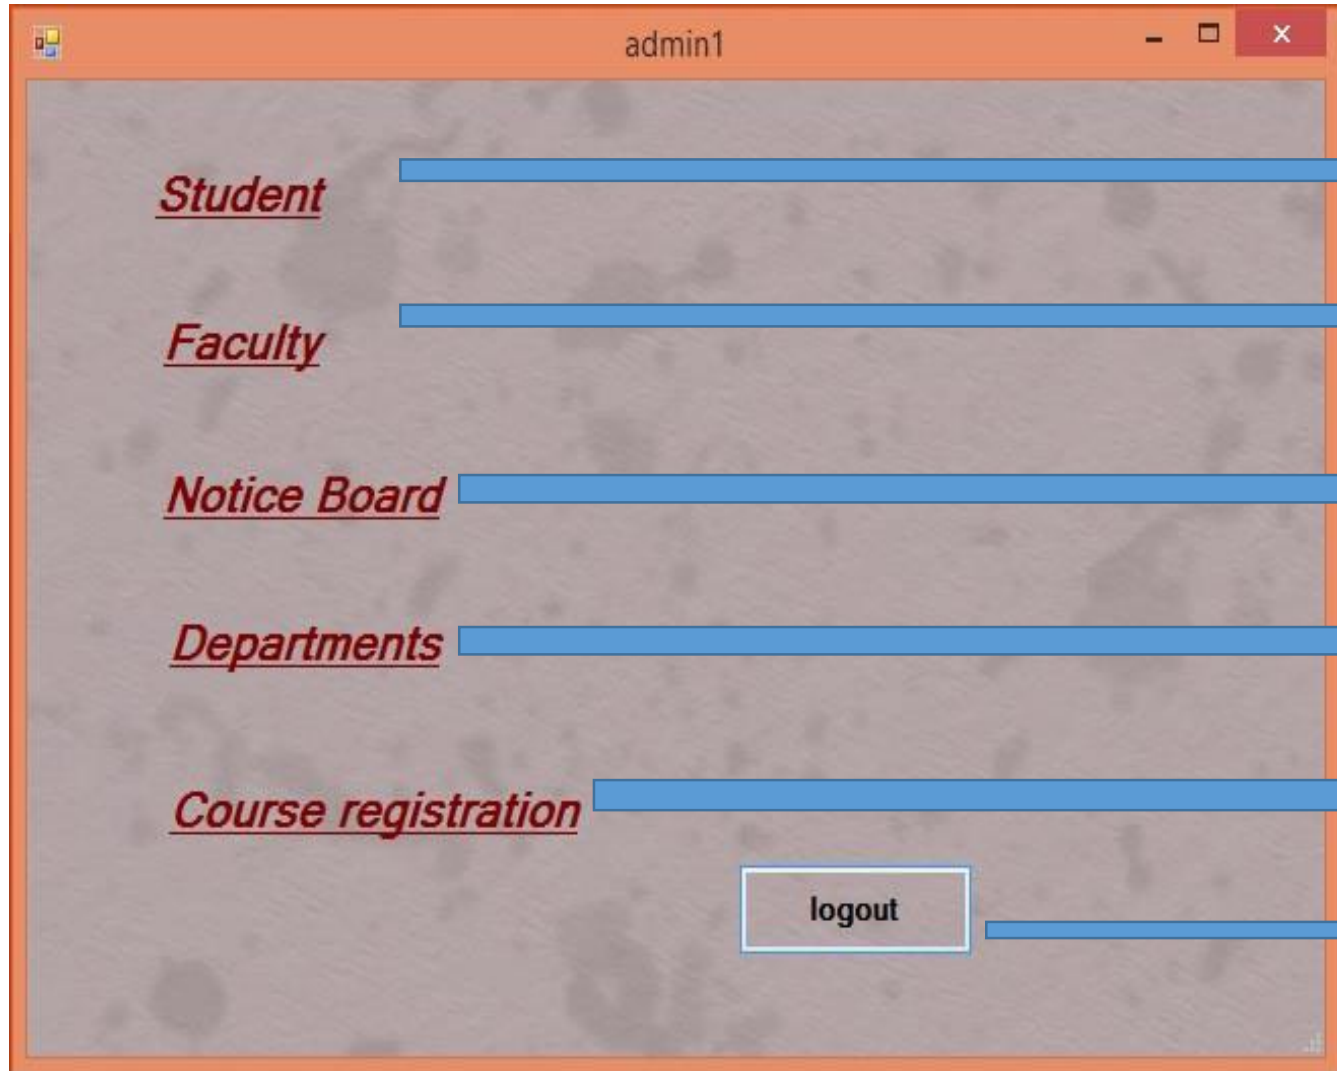 admin1
Student
Faculty
Notice Board
Departments
Course registration
logout